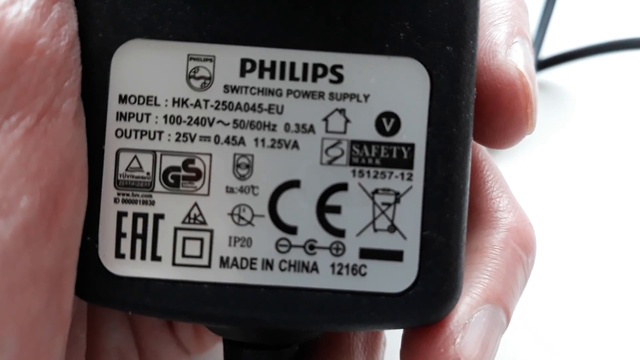 PHILIPS
SWITCHING POWER SUPPLY
MODEL : HK-AT-250A045-EU
INPUT : 100-240V~50/60Hz 0.35A
OUTPUT : 25V⎓0.45A 11.25VA
V
SAFETY
MARK
151257-12
GS
ta:40℃
CE
EAC
IP20
MADE IN CHINA 1216C